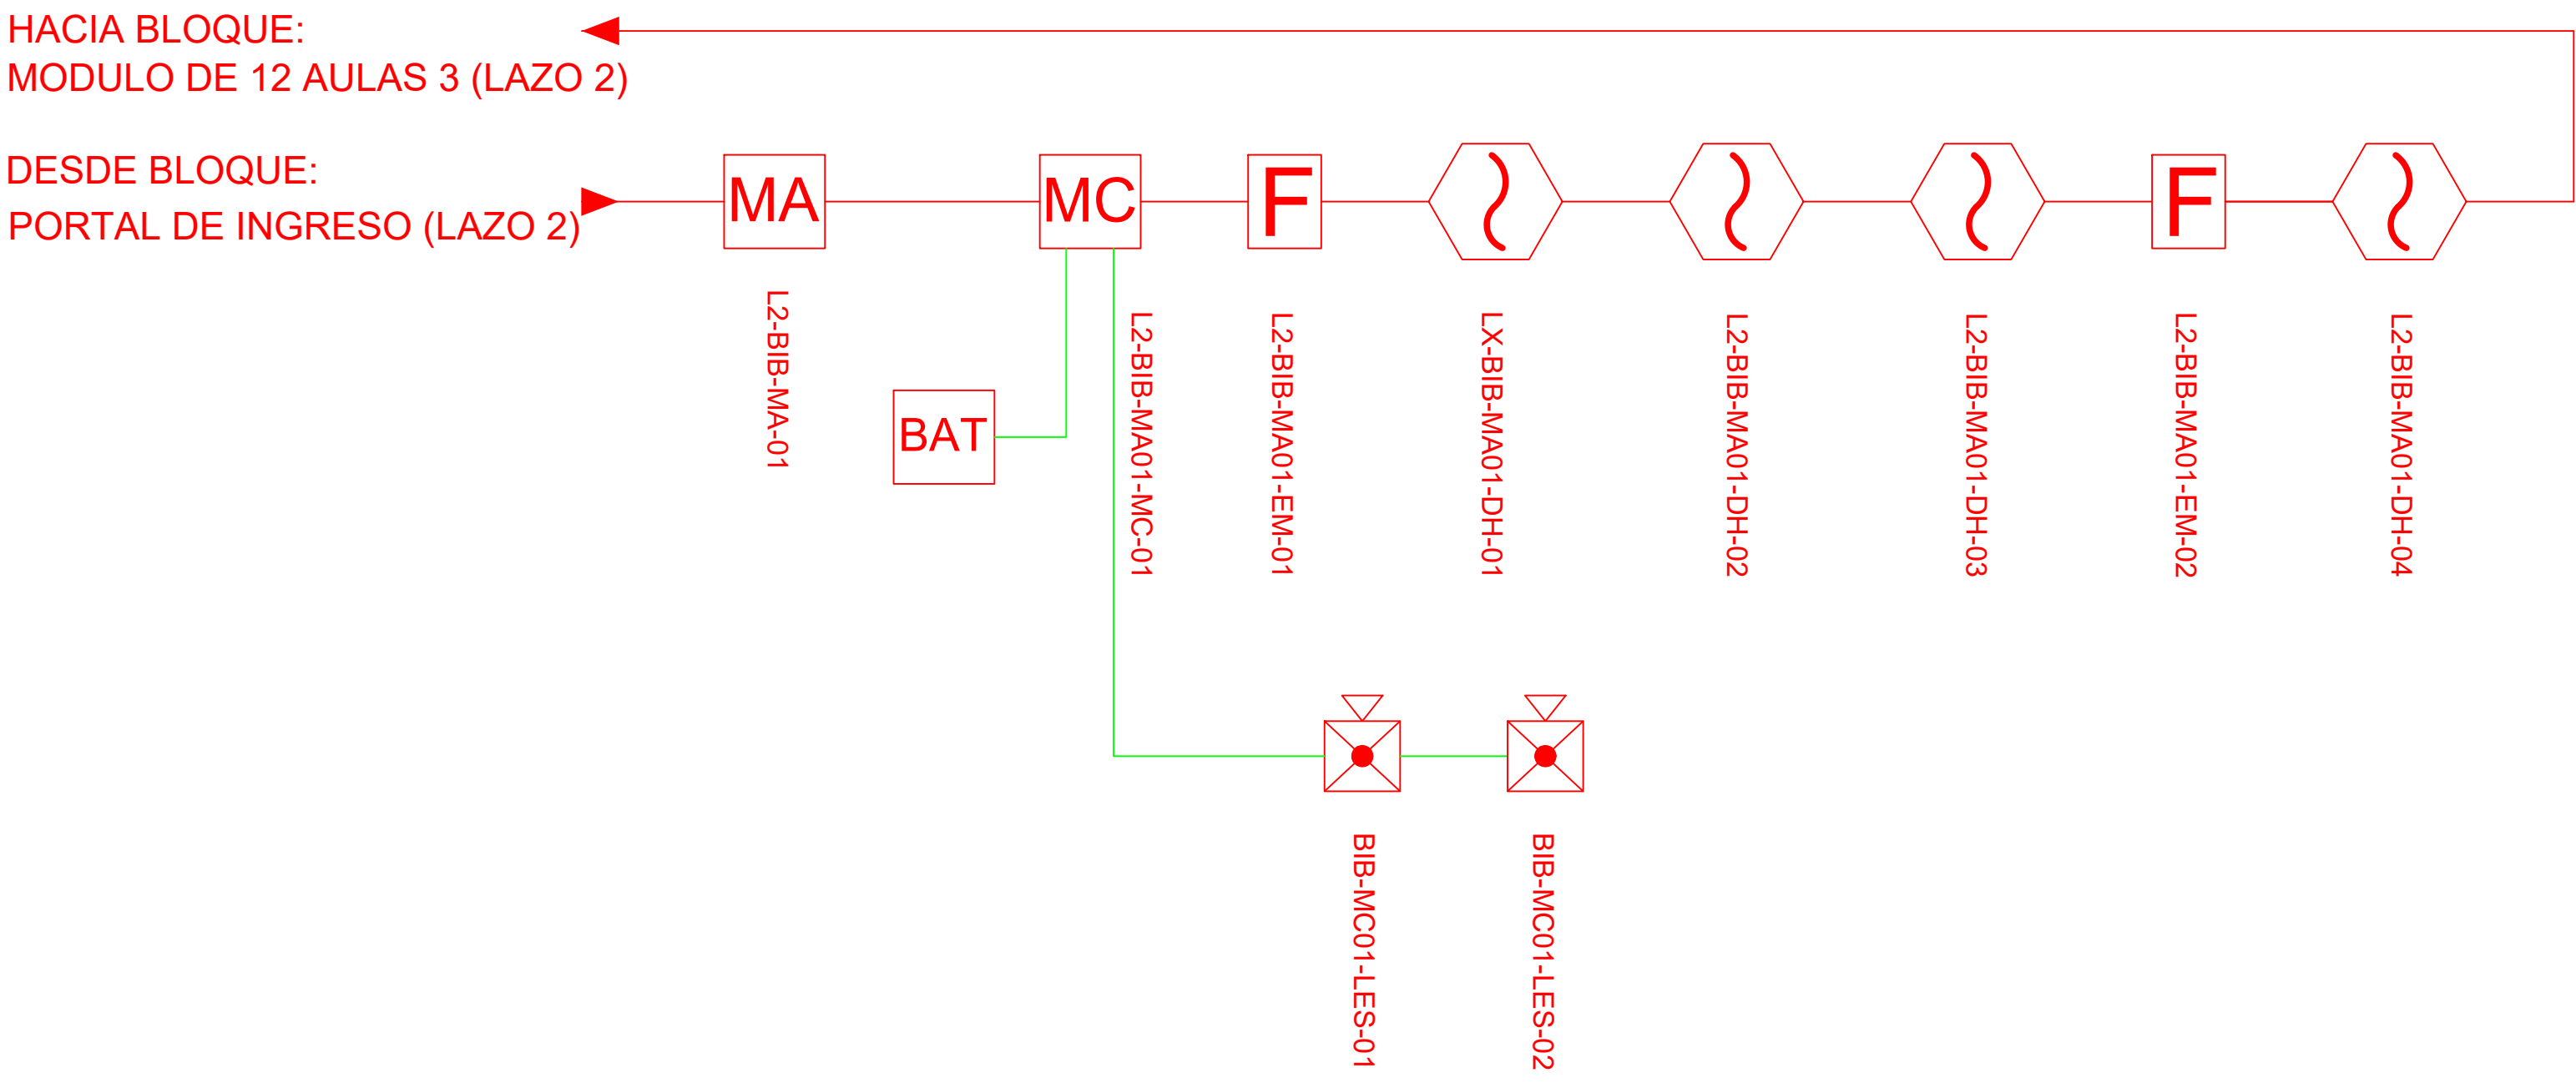 HACIA BLOQUE:
MODULO DE 12 AULAS 3 (LAZO 2)
DESDE BLOQUE:
PORTAL DE INGRESO (LAZO 2)
MA
MC
F
F
L2-BIB-MA-01
L2-BIB-MA01-MC-01
L2-BIB-MA01-EM-01
LX-BIB-MA01-DH-01
L2-BIB-MA01-DH-02
L2-BIB-MA01-DH-03
L2-BIB-MA01-EM-02
L2-BIB-MA01-DH-04
BAT
BIB-MC01-LES-01
BIB-MC01-LES-02